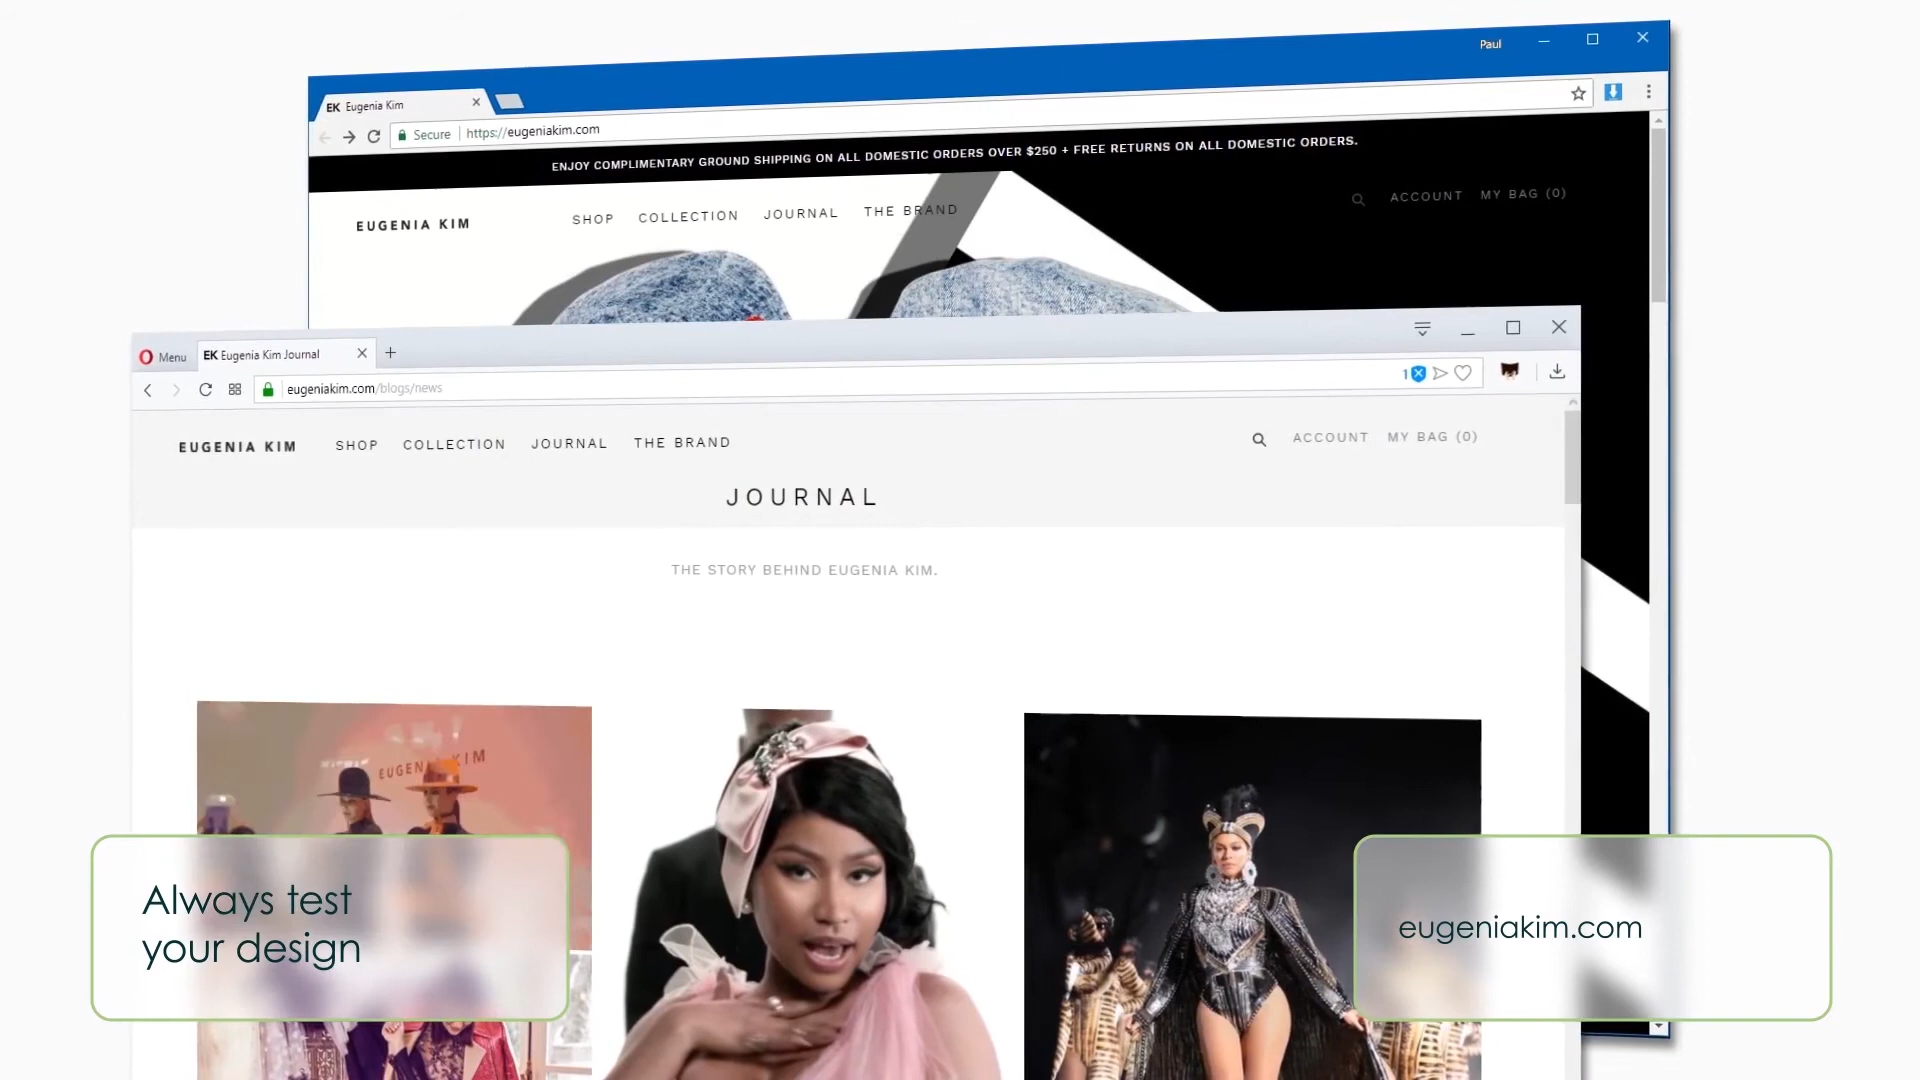 Paul
EK Eugenia Kim
Secure https://eugeniakim.com
ENJOY COMPLIMENTARY GROUND SHIPPING ON ALL DOMESTIC ORDERS OVER $250 + FREE RETURNS ON ALL DOMESTIC ORDERS.
EUGENIA KIM SHOP COLLECTION JOURNAL THE BRAND ACCOUNT MY BAG (0)
Menu EK Eugenia Kim Journal
eugeniakim.com/blogs/news 1
EUGENIA KIM SHOP COLLECTION JOURNAL THE BRAND ACCOUNT MY BAG (0)
JOURNAL
THE STORY BEHIND EUGENIA KIM.
Always test
your design
eugeniakim.com